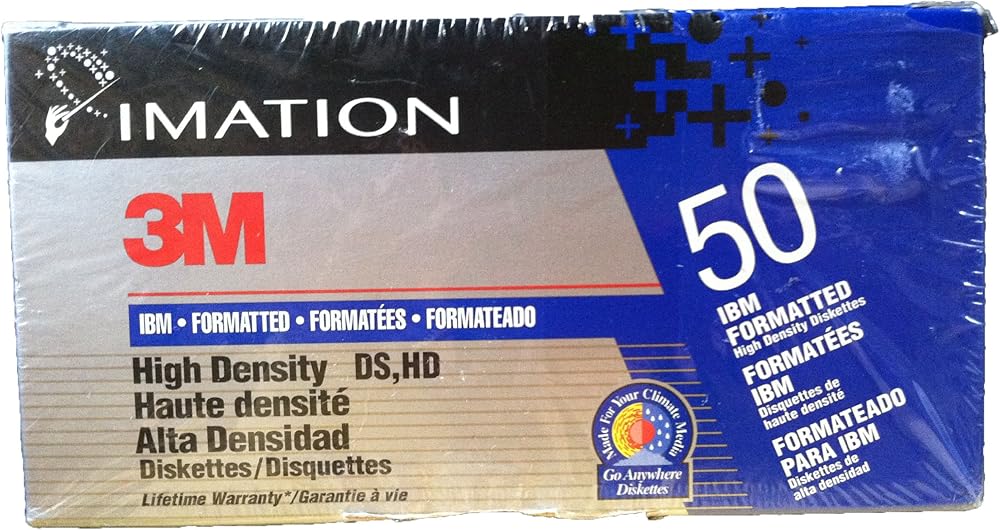 IMATION
3M
IBM • FORMATTED • FORMATÉES • FORMATEADO
High Density DS,HD
Haute densité
Alta Densidad
Diskettes/Disquettes
Lifetime Warranty*/Garantie à vie
Made For Your Climate Media
Go Anywhere
Diskettes
50
IBM
FORMATTED
High Density Diskettes
FORMATÉES
IBM
Disquettes de
haute densité
FORMATEADO
PARA IBM
Diskettes de
alta densidad